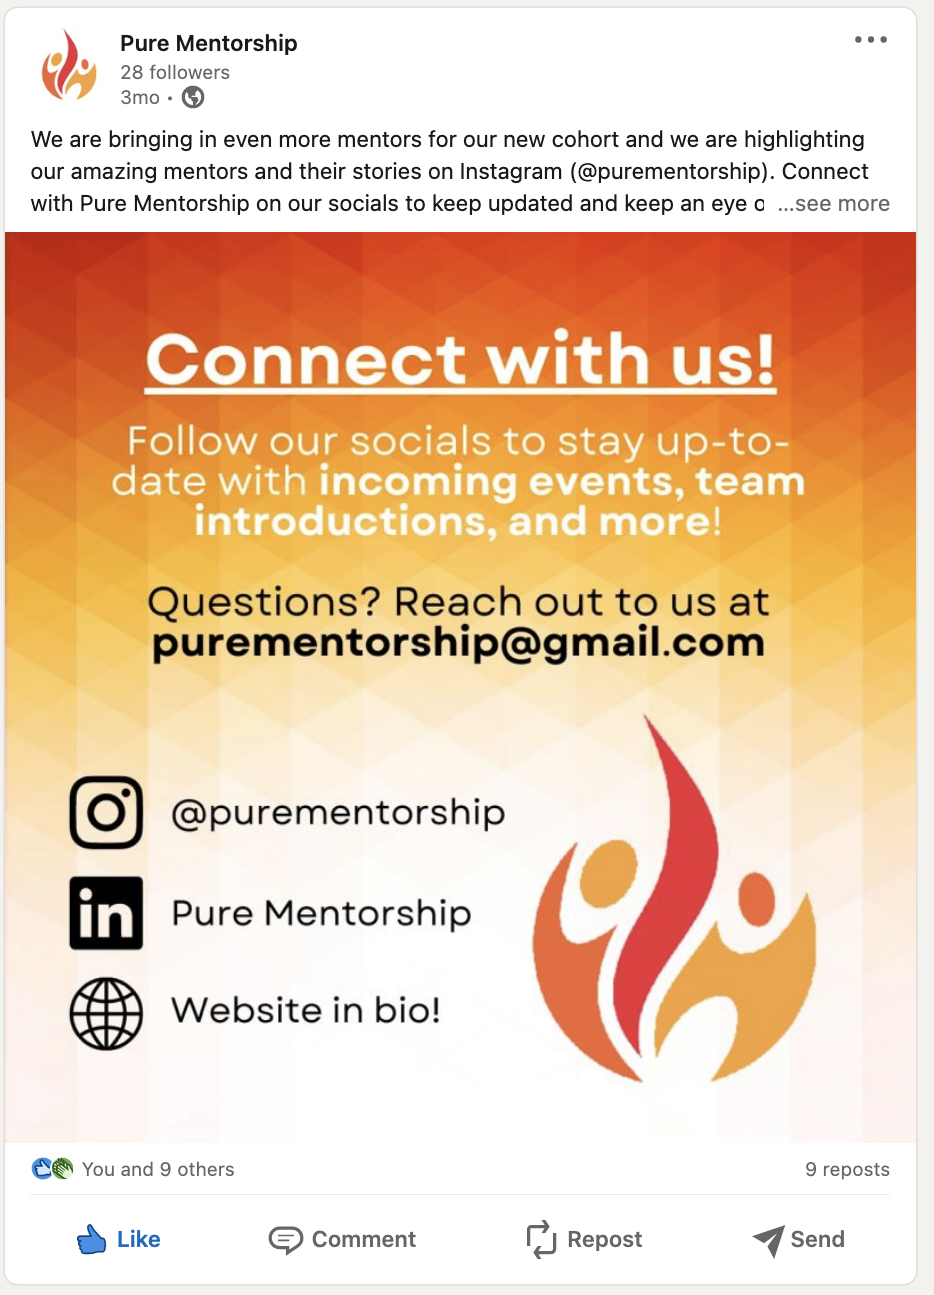 Pure Mentorship
28 followers
3mo •
We are bringing in even more mentors for our new cohort and we are highlighting
our amazing mentors and their stories on Instagram (@purementorship). Connect
with Pure Mentorship on our socials to keep updated and keep an eye o ...see more
Connect with us!
Follow our socials to stay up-to-
date with incoming events, team
introductions, and more!
Questions? Reach out to us at
purementorship@gmail.com
@purementorship
in Pure Mentorship
Website in bio!
You and 9 others 9 reposts
Like Comment Repost Send